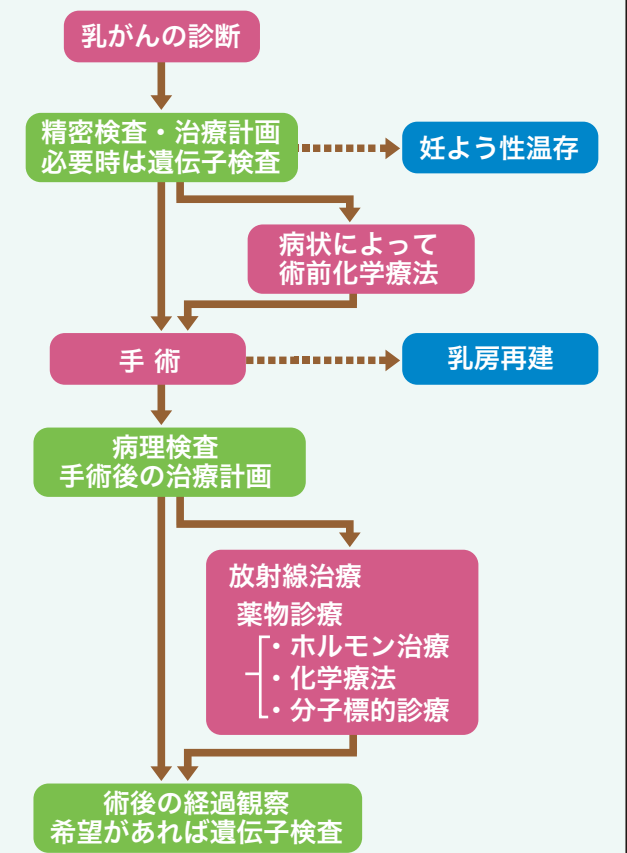 乳がんの診断
精密検査・治療計画
必要時は遺伝子検査
妊よう性温存
病状によって
術前化学療法
手 術
乳房再建
病理検査
手術後の治療計画
放射線治療
薬物診療
・ホルモン治療
・化学療法
・分子標的診療
術後の経過観察
希望があれば遺伝子検査